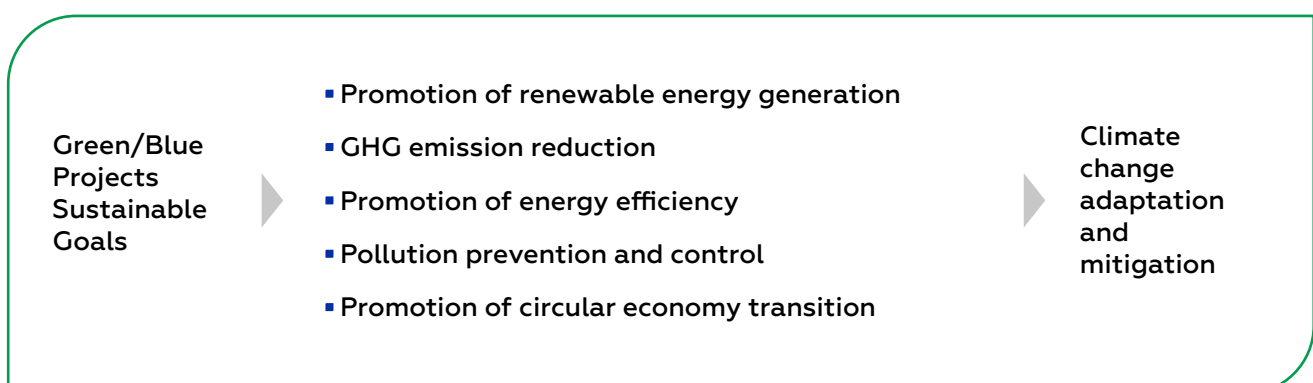 Green/Blue
Projects
Sustainable
Goals
▪ Promotion of renewable energy generation
▪ GHG emission reduction
▪ Promotion of energy efficiency
▪ Pollution prevention and control
▪ Promotion of circular economy transition
Climate
change
adaptation
and
mitigation